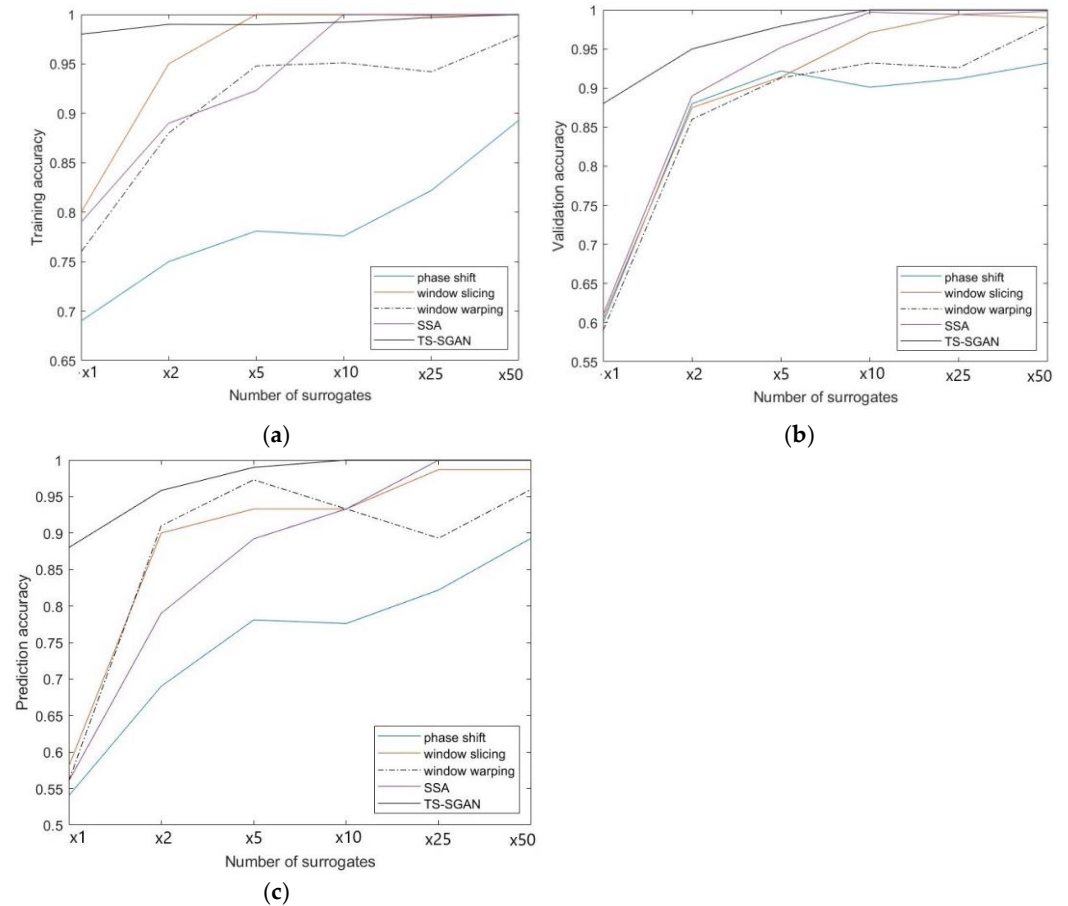 1
0.95
0.9
0.85
0.8
0.75
0.7
0.65
Training accuracy
x1 x2 x5 x10 x25 x50
Number of surrogates
phase shift
window slicing
window warping
SSA
TS-SGAN
(a)
1
0.95
0.9
0.85
0.8
0.75
0.7
0.65
0.6
0.55
Validation accuracy
x1 x2 x5 x10 x25 x50
Number of surrogates
phase shift
window slicing
window warping
SSA
TS-SGAN
(b)
1
0.95
0.9
0.85
0.8
0.75
0.7
0.65
0.6
0.55
0.5
Prediction accuracy
x1 x2 x5 x10 x25 x50
Number of surrogates
phase shift
window slicing
window warping
SSA
TS-SGAN
(c)